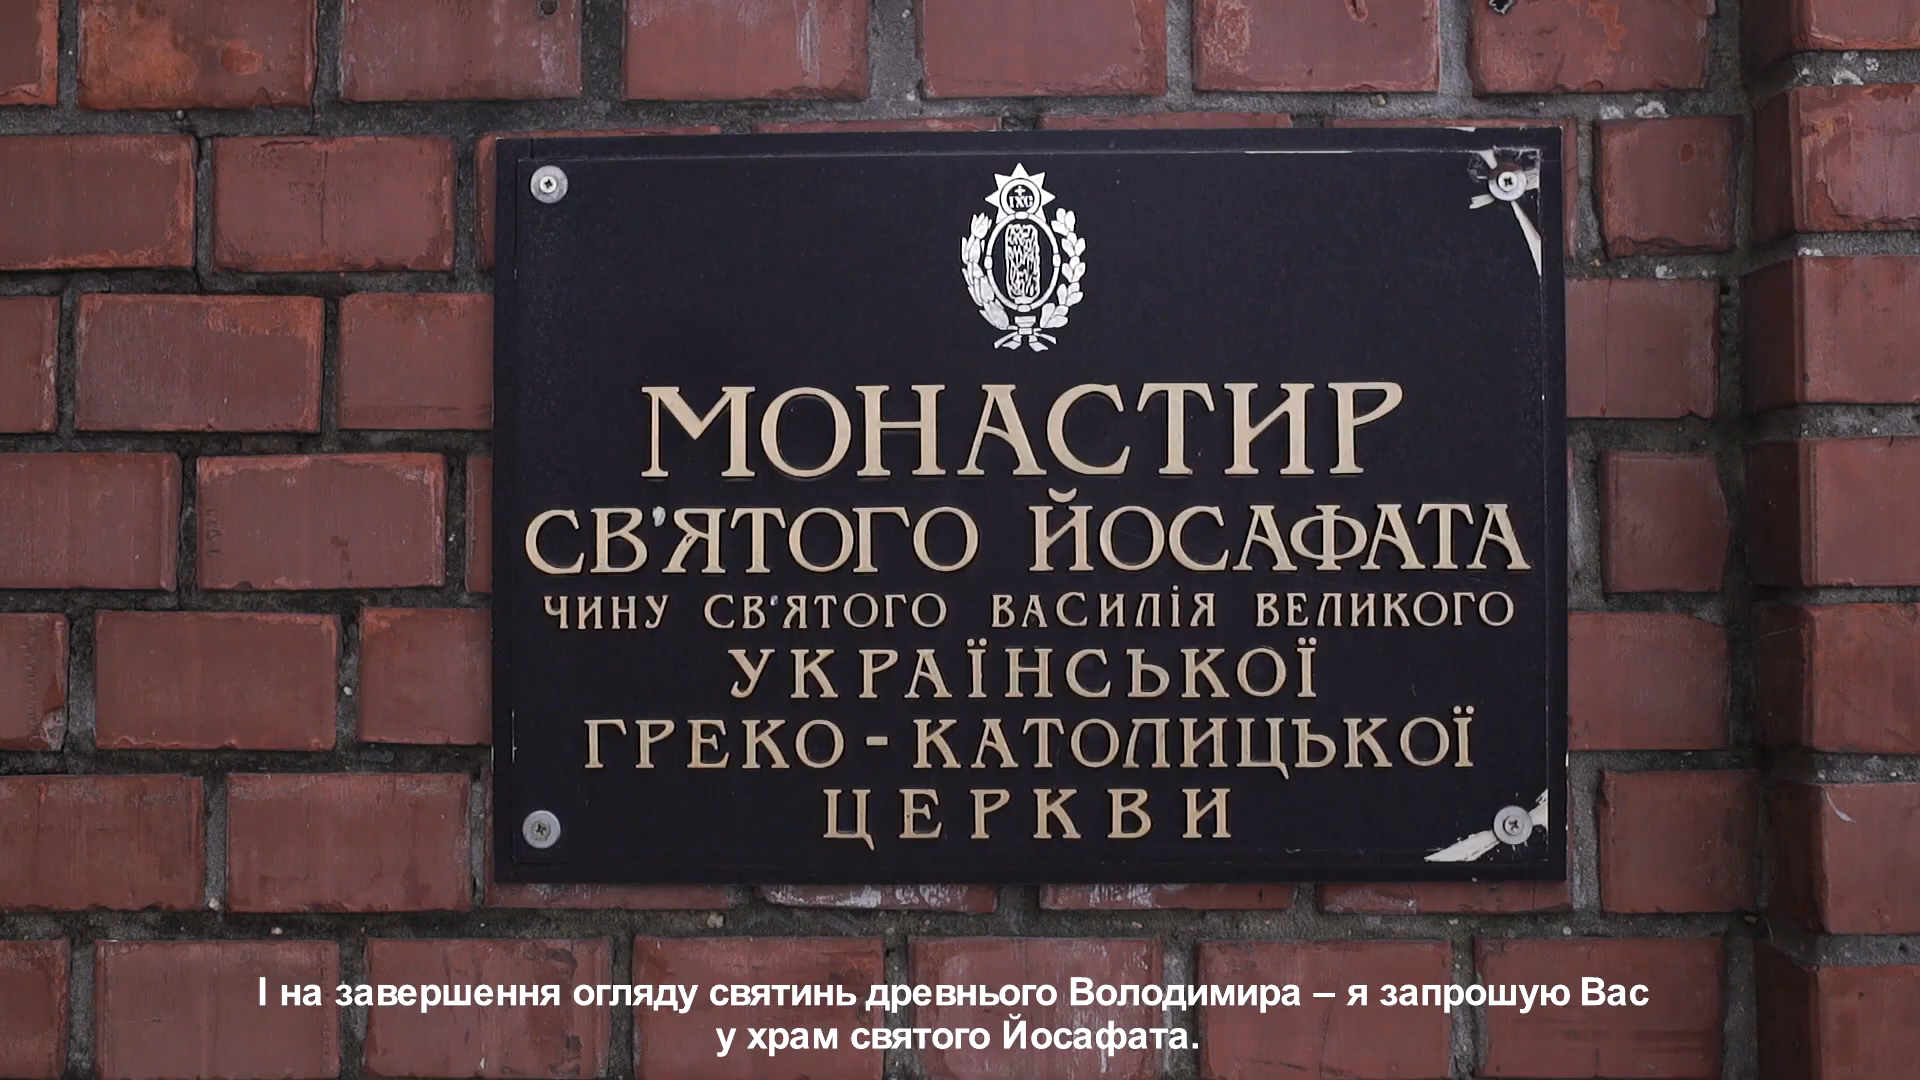 ІХС
МОНАСТИР
СВ'ЯТОГО ЙОСАФАТА
ЧИНУ СВ'ЯТОГО ВАСИЛіЯ ВЕЛИКОГО
УКРАЇНСЬКОЇ
ГРЕКО-КАТОЛИЦЬКОЇ
ЦЕРКВИ
І на завершення огляду святинь древнього Володимира – я запрошую Вас
у храм святого Йосафата.